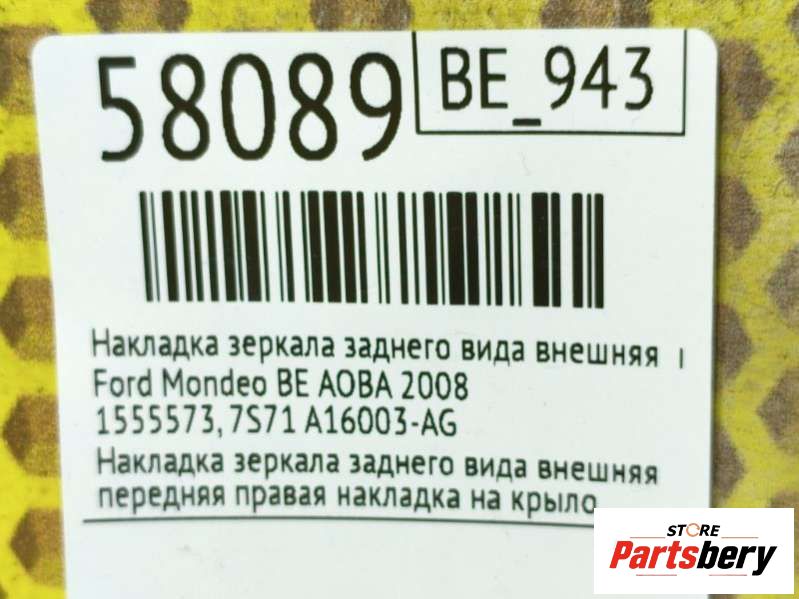 58089
BE_943
Накладка зеркала заднего вида внешняя
Ford Mondeo BE AOBA 2008
1555573, 7S71 A16003-AG
Накладка зеркала заднего вида внешняя
передняя правая накладка на крыло
STORE
Partsbery